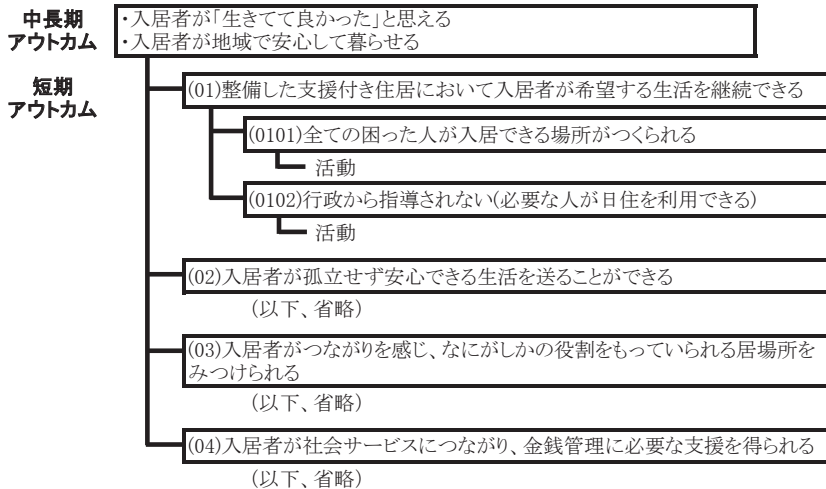 中長期
アウトカム
・入居者が「生きてて良かった」と思える
・入居者が地域で安心して暮らせる
短期
アウトカム
(01)整備した支援付き住居において入居者が希望する生活を継続できる
(0101)全ての困った人が入居できる場所がつくられる
活動
(0102)行政から指導されない(必要な人が日住を利用できる)
活動
(02)入居者が孤立せず安心できる生活を送ることができる
(以下、省略)
(03)入居者がつながりを感じ、なにがしかの役割をもっていられる居場所を
みつけられる
(以下、省略)
(04)入居者が社会サービスにつながり、金銭管理に必要な支援を得られる
(以下、省略)